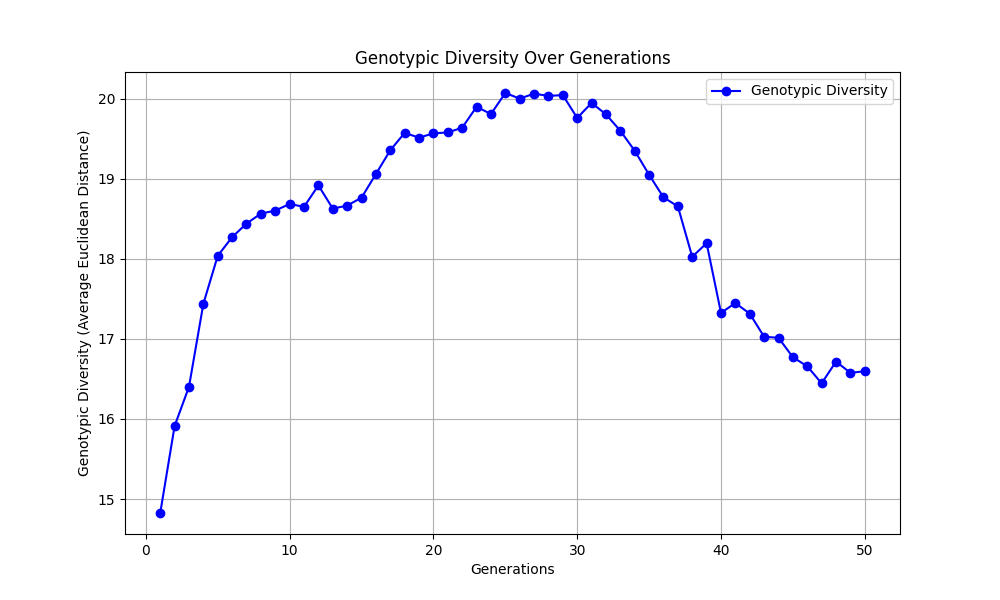 Genotypic Diversity Over Generations
Genotypic Diversity
Genotypic Diversity (Average Euclidean Distance)
20
19
18
17
16
15
0 10 20 30 40 50
Generations